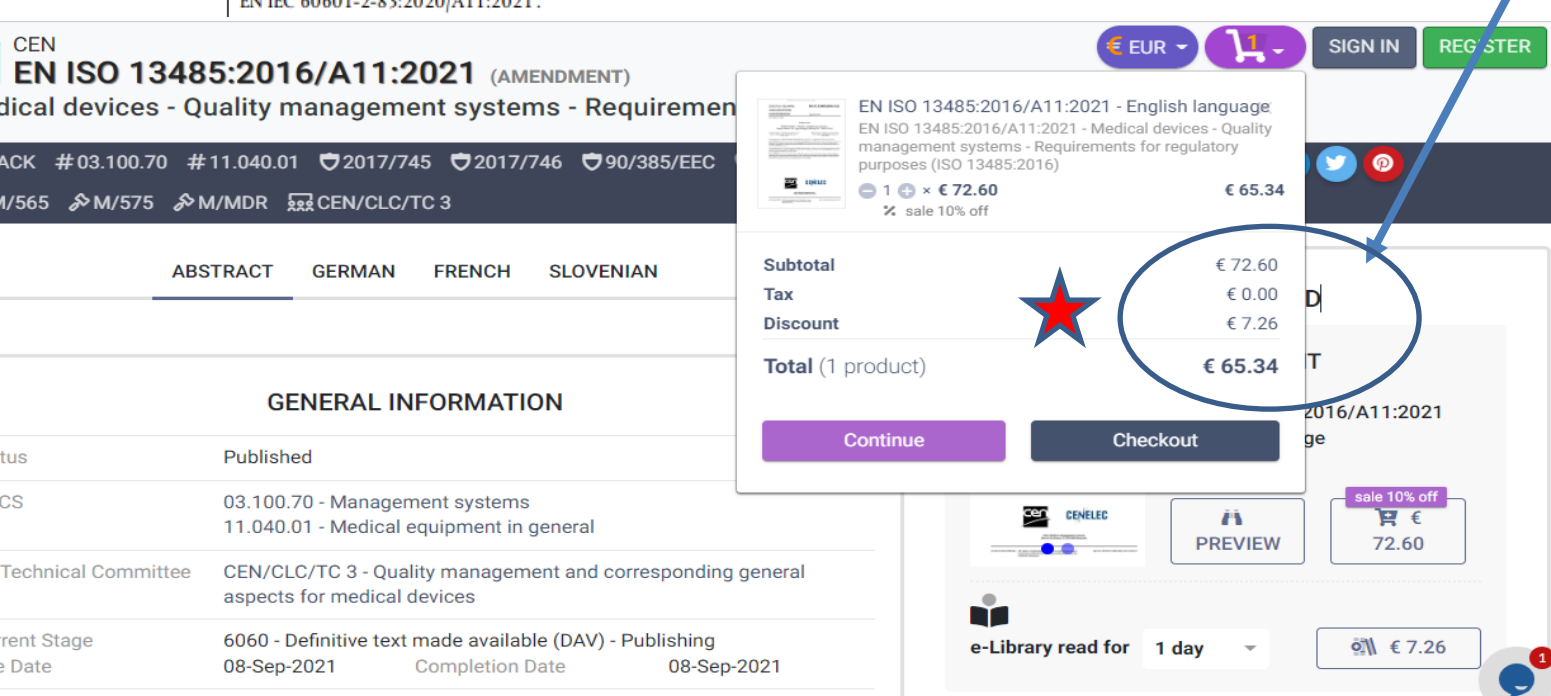 EN IEC 60601-2-83:2020/A11:2021.
CEN
EN ISO 13485:2016/A11:2021 (AMENDMENT)
dical devices - Quality management systems - Requiremen
€ EUR
1
SIGN IN
REGISTER
ACK #03.100.70 #11.040.01 2017/745 2017/746 90/385/EEC
M/565 M/575 M/MDR CEN/CLC/TC 3
EN ISO 13485:2016/A11:2021 - English language
EN ISO 13485:2016/A11:2021 - Medical devices - Quality
management systems - Requirements for regulatory
purposes (ISO 13485:2016)
1 × € 72.60 € 65.34
sale 10% off
Subtotal € 72.60
Tax € 0.00
Discount € 7.26
Total (1 product) € 65.34
Continue
Checkout
ABSTRACT GERMAN FRENCH SLOVENIAN
GENERAL INFORMATION
tus Published
CS 03.100.70 - Management systems
11.040.01 - Medical equipment in general
Technical Committee CEN/CLC/TC 3 - Quality management and corresponding general
aspects for medical devices
rent Stage 6060 - Definitive text made available (DAV) - Publishing
e Date 08-Sep-2021 Completion Date 08-Sep-2021
D
T
2016/A11:2021
ge
cen CENELEC
PREVIEW
sale 10% off
€
72.60
e-Library read for 1 day € 7.26
1